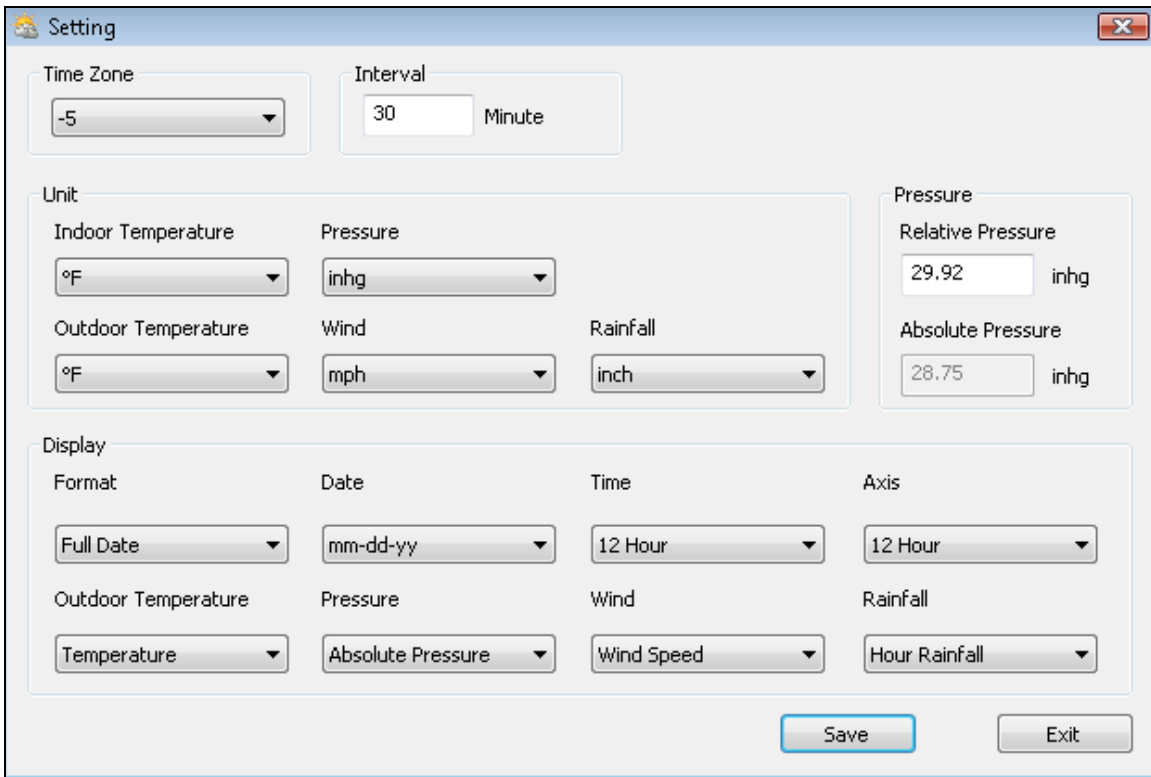 Setting
Time Zone
Interval
-5
30 Minute
Unit
Pressure
Indoor Temperature
Pressure
Relative Pressure
°F
inhg
29.92 inhg
Outdoor Temperature
Wind
Rainfall
Absolute Pressure
°F
mph
inch
28.75 inhg
Display
Format
Date
Time
Axis
Full Date
mm-dd-yy
12 Hour
12 Hour
Outdoor Temperature
Pressure
Wind
Rainfall
Temperature
Absolute Pressure
Wind Speed
Hour Rainfall
Save
Exit